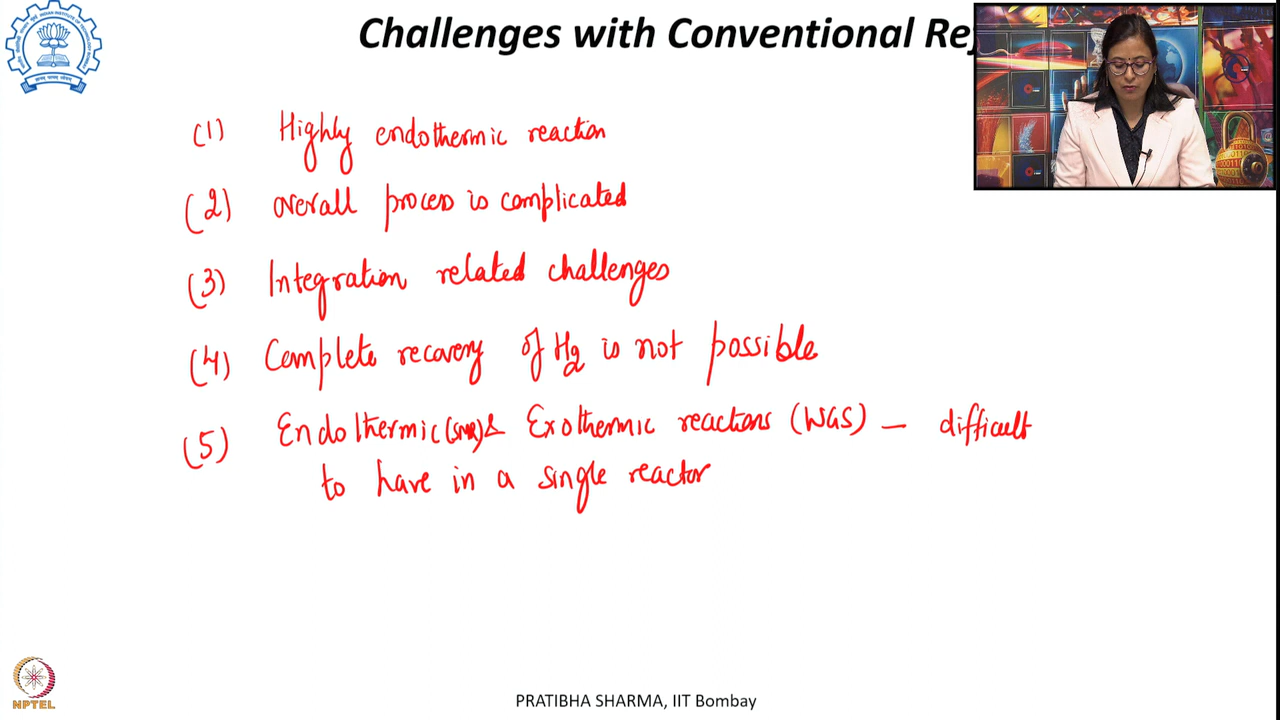 Challenges with Conventional Ref
(1) Highly endothermic reaction
(2) overall process is complicated
(3) Integration related challenges
(4) Complete recovery of H2 is not possible
(5) Endothermic (SMR) & Exothermic reactions (WGS) – difficult
to have in a single reactor
NPTEL
PRATIBHA SHARMA, IIT Bombay